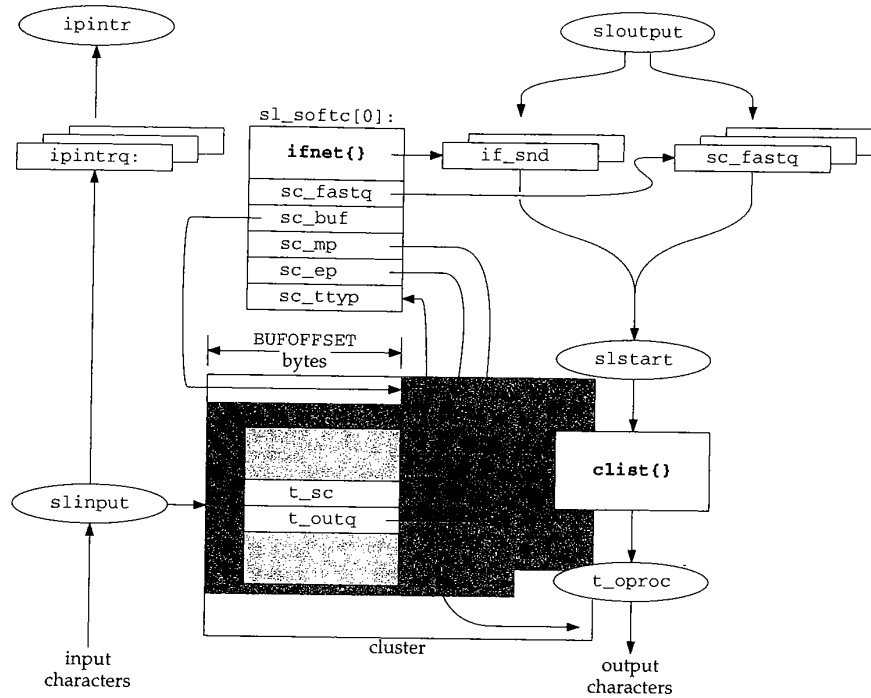 ipintr
sloutput
sl_softc[0]:
ipintrq:
ifnet{}
if_snd
sc_fastq
sc_fastq
sc_buf
sc_mp
sc_ep
sc_ttyp
BUFOFFSET
bytes
slstart
clist{}
slinput
t_sc
t_outq
t_oproc
cluster
input
characters
output
characters